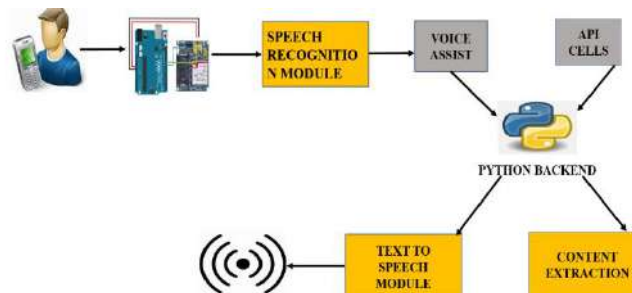 SPEECH
RECOGNITIO
N MODULE
VOICE
ASSIST
API
CELLS
PYTHON BACKEND
TEXT TO
SPEECH
MODULE
CONTENT
EXTRACTION